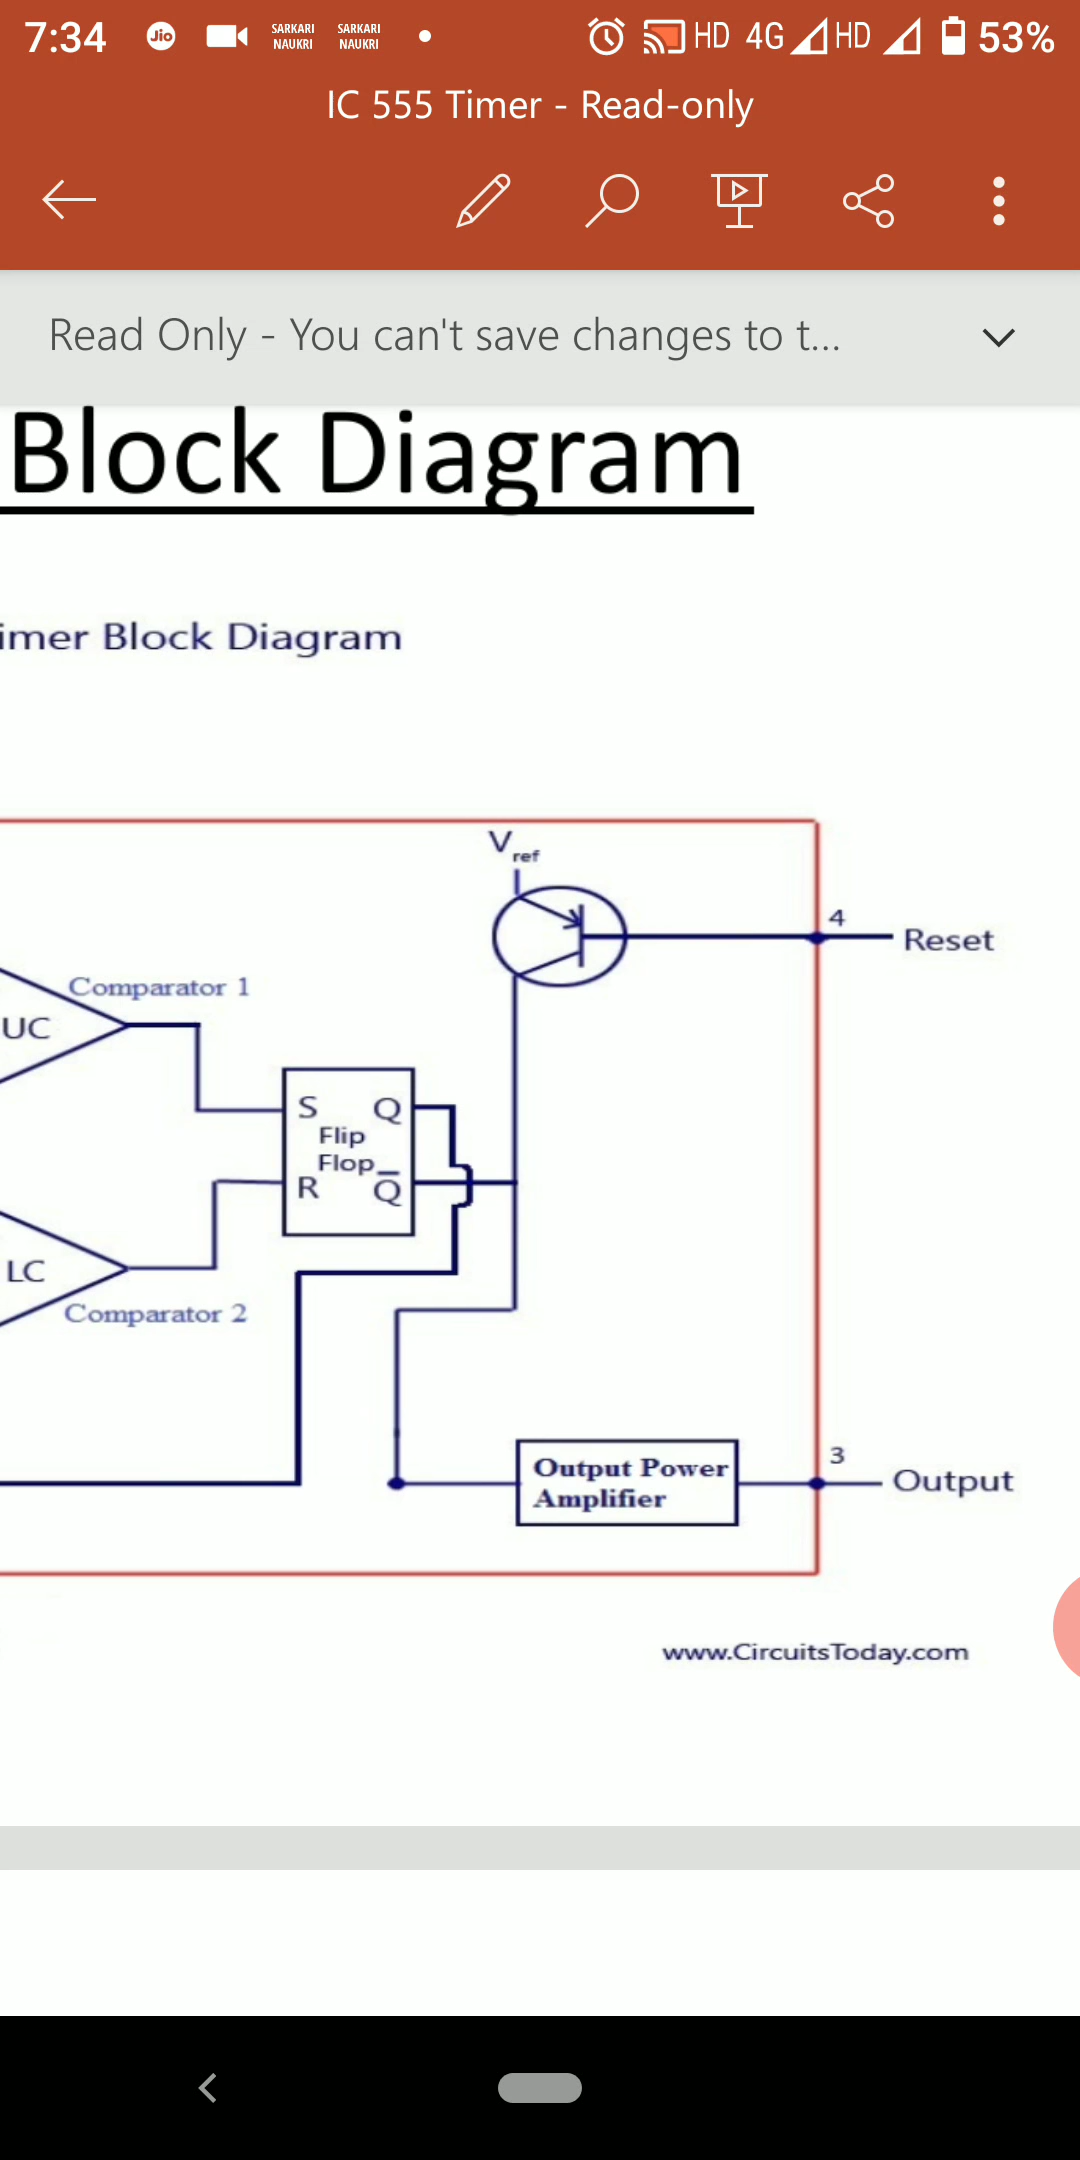 7:34 Jio SARKARI NAUKRI SARKARI NAUKRI HD 4G HD 53%
IC 555 Timer - Read-only
Read Only - You can't save changes to t...
Block Diagram
imer Block Diagram
Vref
4
Reset
Comparator 1
UC
S Q
Flip
Flop
R Q̅
LC
Comparator 2
3
Output Power
Amplifier
Output
www.CircuitsToday.com